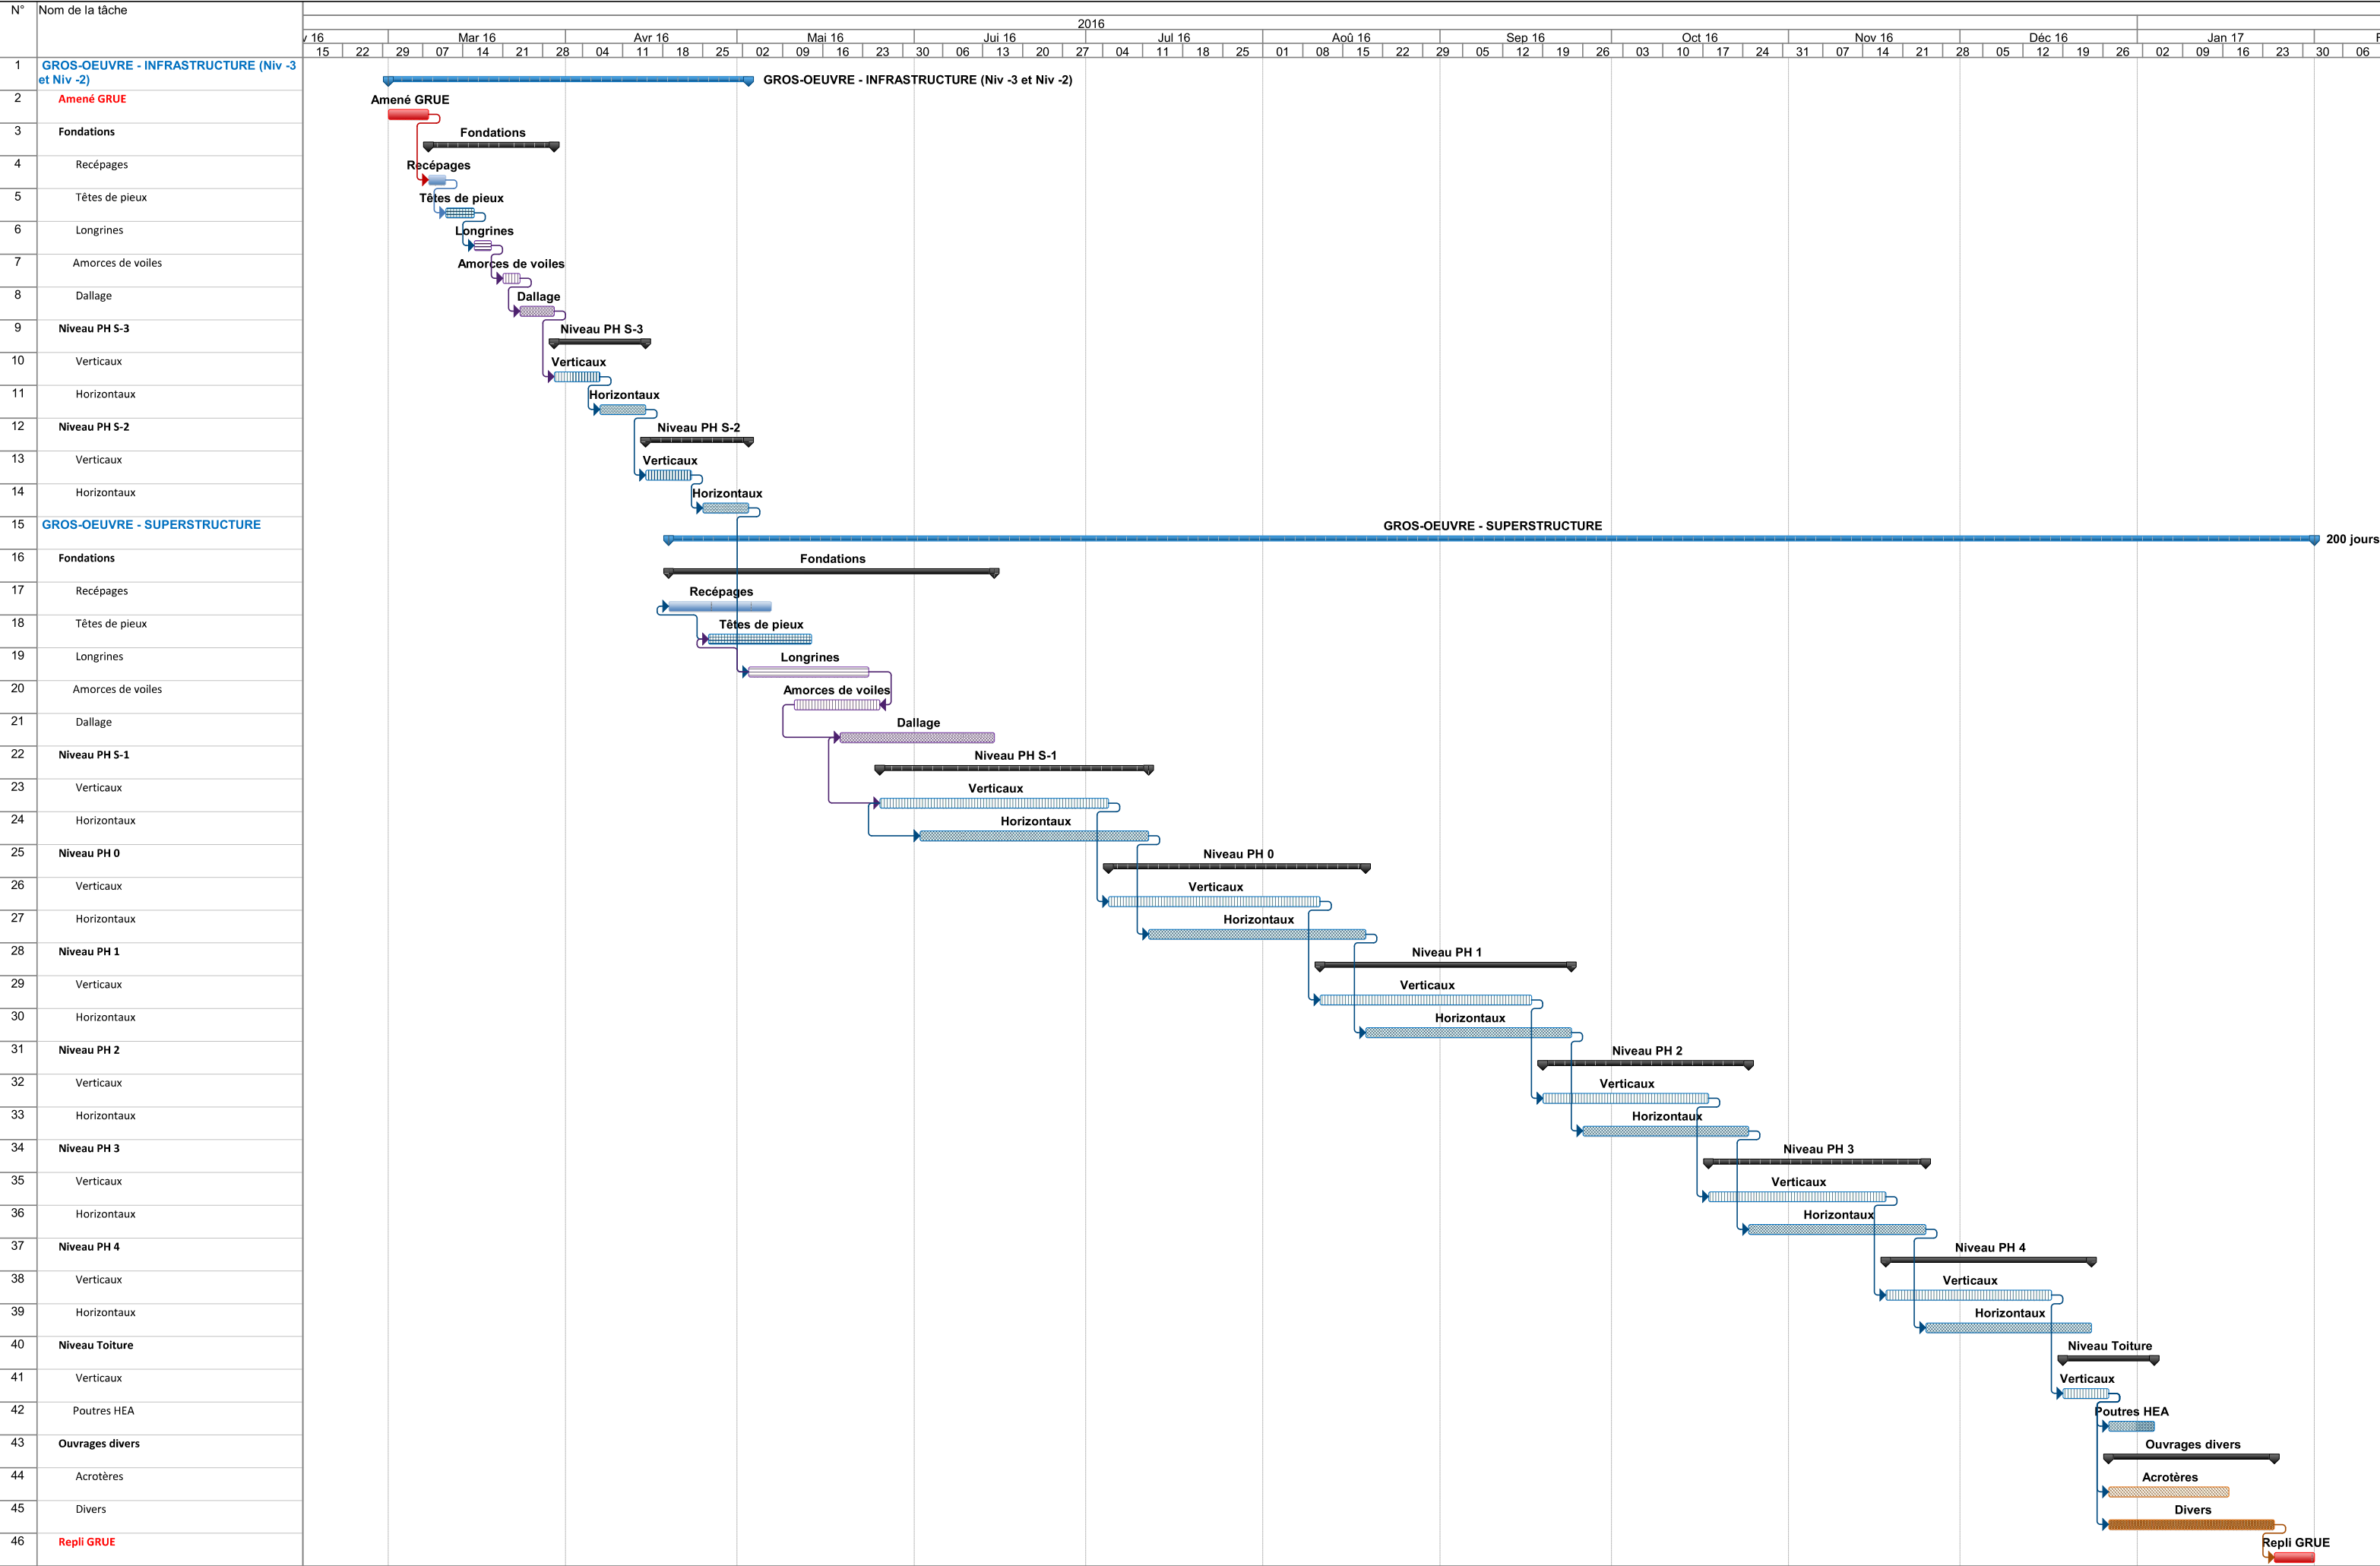 N° Nom de la tâche
2016
v 16 Mar 16 Avr 16 Mai 16 Jui 16 Jul 16 Aoû 16 Sep 16 Oct 16 Nov 16 Déc 16 Jan 17 F
15 22 29 07 14 21 28 04 11 18 25 02 09 16 23 30 06 13 20 27 04 11 18 25 01 08 15 22 29 05 12 19 26 03 10 17 24 31 07 14 21 28 05 12 19 26 02 09 16 23 30 06
1 GROS-OEUVRE - INFRASTRUCTURE (Niv -3
et Niv -2)
GROS-OEUVRE - INFRASTRUCTURE (Niv -3 et Niv -2)
2 Amené GRUE Amené GRUE
3 Fondations Fondations
4 Recépages Recépages
5 Têtes de pieux Têtes de pieux
6 Longrines Longrines
7 Amorces de voiles Amorces de voiles
8 Dallage Dallage
9 Niveau PH S-3 Niveau PH S-3
10 Verticaux Verticaux
11 Horizontaux Horizontaux
12 Niveau PH S-2 Niveau PH S-2
13 Verticaux Verticaux
14 Horizontaux Horizontaux
15 GROS-OEUVRE - SUPERSTRUCTURE GROS-OEUVRE - SUPERSTRUCTURE
200 jours
16 Fondations Fondations
17 Recépages Recépages
18 Têtes de pieux Têtes de pieux
19 Longrines Longrines
20 Amorces de voiles Amorces de voiles
21 Dallage Dallage
22 Niveau PH S-1 Niveau PH S-1
23 Verticaux Verticaux
24 Horizontaux Horizontaux
25 Niveau PH 0 Niveau PH 0
26 Verticaux Verticaux
27 Horizontaux Horizontaux
28 Niveau PH 1 Niveau PH 1
29 Verticaux Verticaux
30 Horizontaux Horizontaux
31 Niveau PH 2 Niveau PH 2
32 Verticaux Verticaux
33 Horizontaux Horizontaux
34 Niveau PH 3 Niveau PH 3
35 Verticaux Verticaux
36 Horizontaux Horizontaux
37 Niveau PH 4 Niveau PH 4
38 Verticaux Verticaux
39 Horizontaux Horizontaux
40 Niveau Toiture Niveau Toiture
41 Verticaux Verticaux
42 Poutres HEA Poutres HEA
43 Ouvrages divers Ouvrages divers
44 Acrotères Acrotères
45 Divers Divers
46 Repli GRUE Repli GRUE